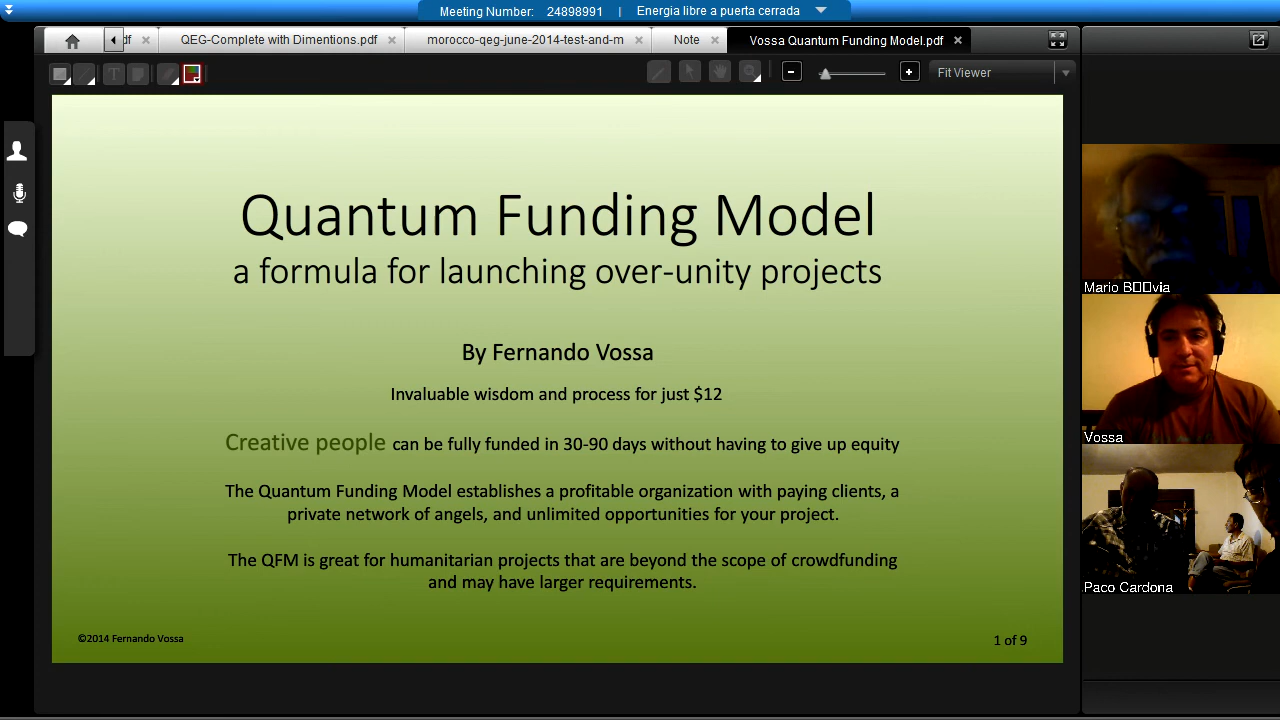 Meeting Number: 24898991 | Energia libre a puerta cerrada
df
QEG-Complete with Dimentions.pdf
morocco-qeg-june-2014-test-and-m
Note
Vossa Quantum Funding Model.pdf
T
Fit Viewer
Quantum Funding Model
a formula for launching over-unity projects
By Fernando Vossa
Invaluable wisdom and process for just $12
Creative people can be fully funded in 30-90 days without having to give up equity
The Quantum Funding Model establishes a profitable organization with paying clients, a
private network of angels, and unlimited opportunities for your project.
The QFM is great for humanitarian projects that are beyond the scope of crowdfunding
and may have larger requirements.
©2014 Fernando Vossa
1 of 9
Mario B□□via
Vossa
Paco Cardona